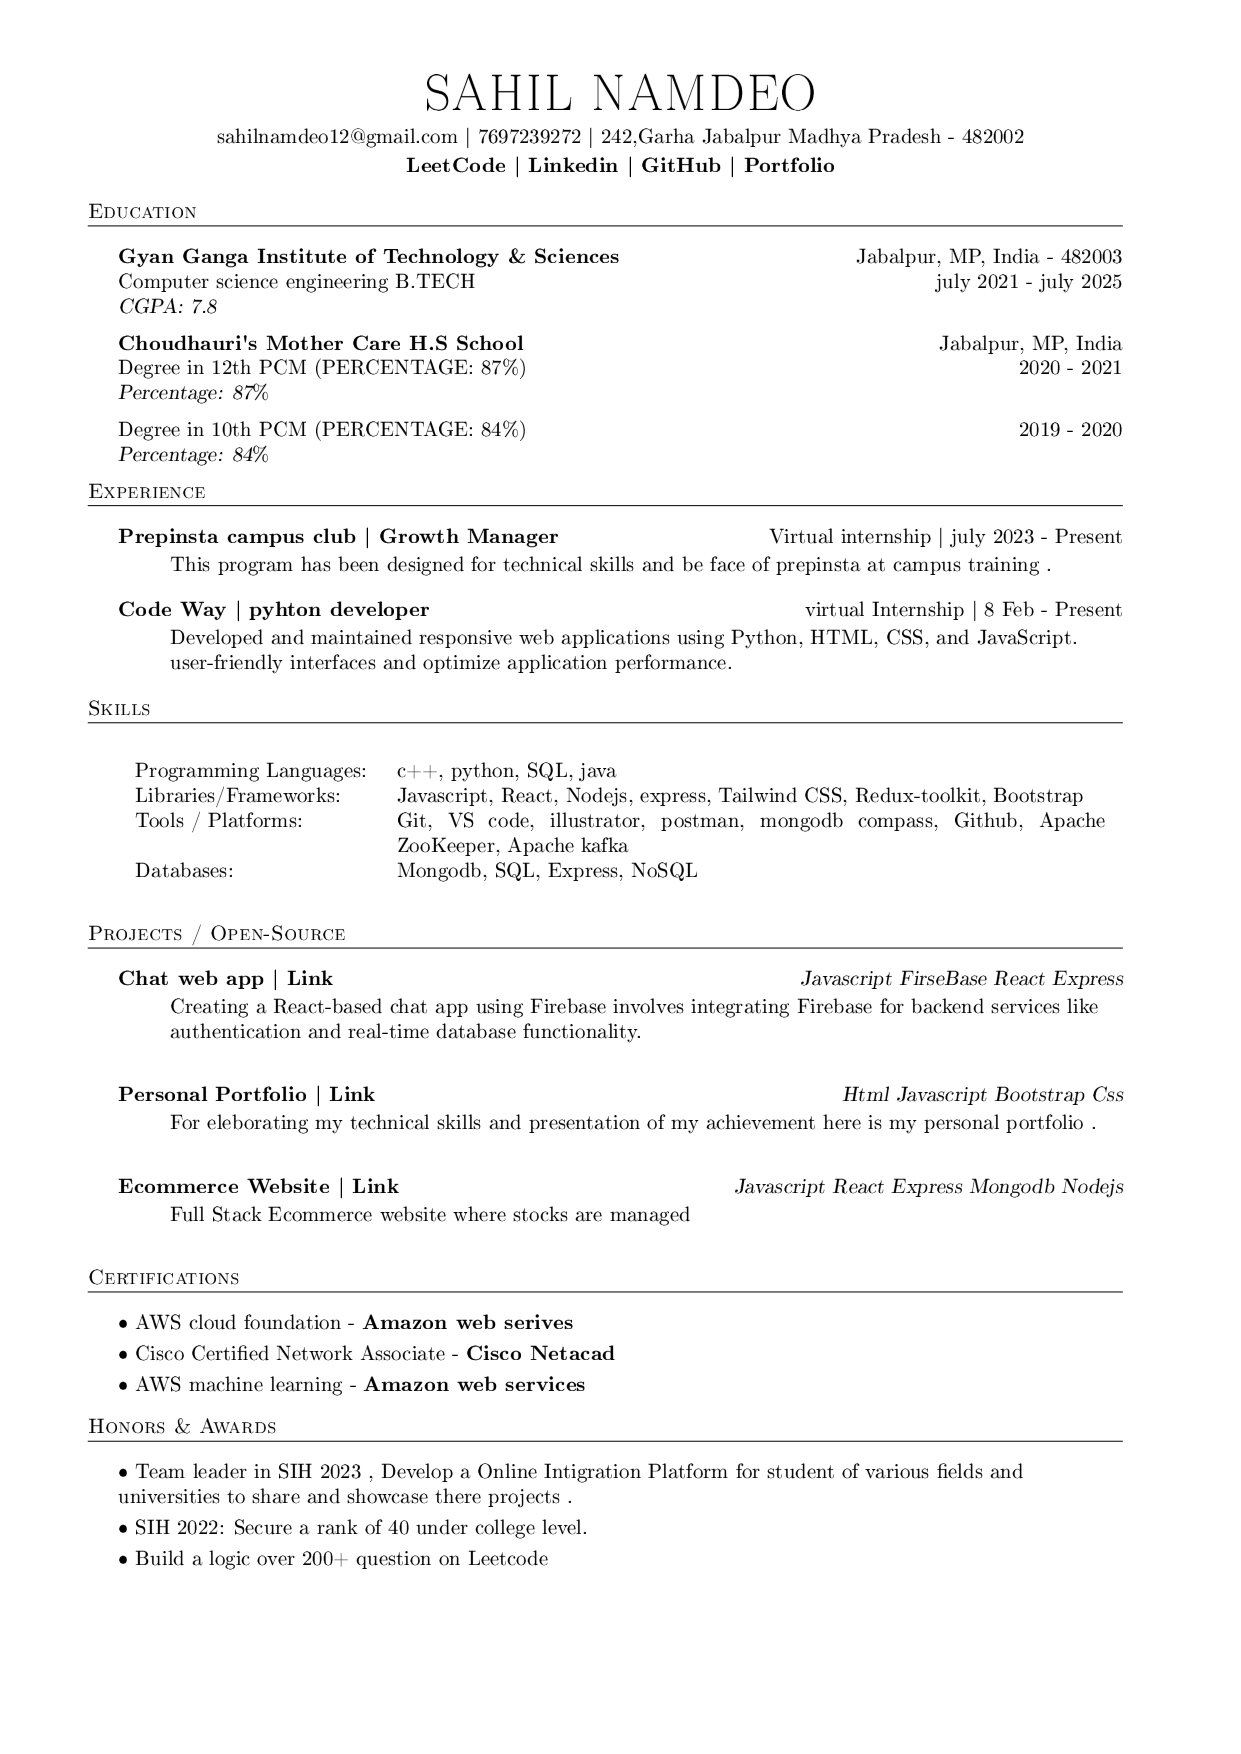 SAHIL NAMDEO
sahilnamdeo12@gmail.com | 7697239272 | 242,Garha Jabalpur Madhya Pradesh - 482002
LeetCode | Linkedin | GitHub | Portfolio
Education
Gyan Ganga Institute of Technology & Sciences Jabalpur, MP, India - 482003
Computer science engineering B.TECH july 2021 - july 2025
CGPA: 7.8
Choudhauri's Mother Care H.S School Jabalpur, MP, India
Degree in 12th PCM (PERCENTAGE: 87%) 2020 - 2021
Percentage: 87%
Degree in 10th PCM (PERCENTAGE: 84%) 2019 - 2020
Percentage: 84%
Experience
Prepinsta campus club | Growth Manager Virtual internship | july 2023 - Present
This program has been designed for technical skills and be face of prepinsta at campus training .
Code Way | pyhton developer virtual Internship | 8 Feb - Present
Developed and maintained responsive web applications using Python, HTML, CSS, and JavaScript.
user-friendly interfaces and optimize application performance.
Skills
Programming Languages: c++, python, SQL, java
Libraries/Frameworks: Javascript, React, Nodejs, express, Tailwind CSS, Redux-toolkit, Bootstrap
Tools / Platforms: Git, VS code, illustrator, postman, mongodb compass, Github, Apache
ZooKeeper, Apache kafka
Databases: Mongodb, SQL, Express, NoSQL
Projects / Open-Source
Chat web app | Link Javascript FirseBase React Express
Creating a React-based chat app using Firebase involves integrating Firebase for backend services like
authentication and real-time database functionality.
Personal Portfolio | Link Html Javascript Bootstrap Css
For eleborating my technical skills and presentation of my achievement here is my personal portfolio .
Ecommerce Website | Link Javascript React Express Mongodb Nodejs
Full Stack Ecommerce website where stocks are managed
Certifications
• AWS cloud foundation - Amazon web serives
• Cisco Certified Network Associate - Cisco Netacad
• AWS machine learning - Amazon web services
Honors & Awards
• Team leader in SIH 2023 , Develop a Online Intigration Platform for student of various fields and
universities to share and showcase there projects .
• SIH 2022: Secure a rank of 40 under college level.
• Build a logic over 200+ question on Leetcode